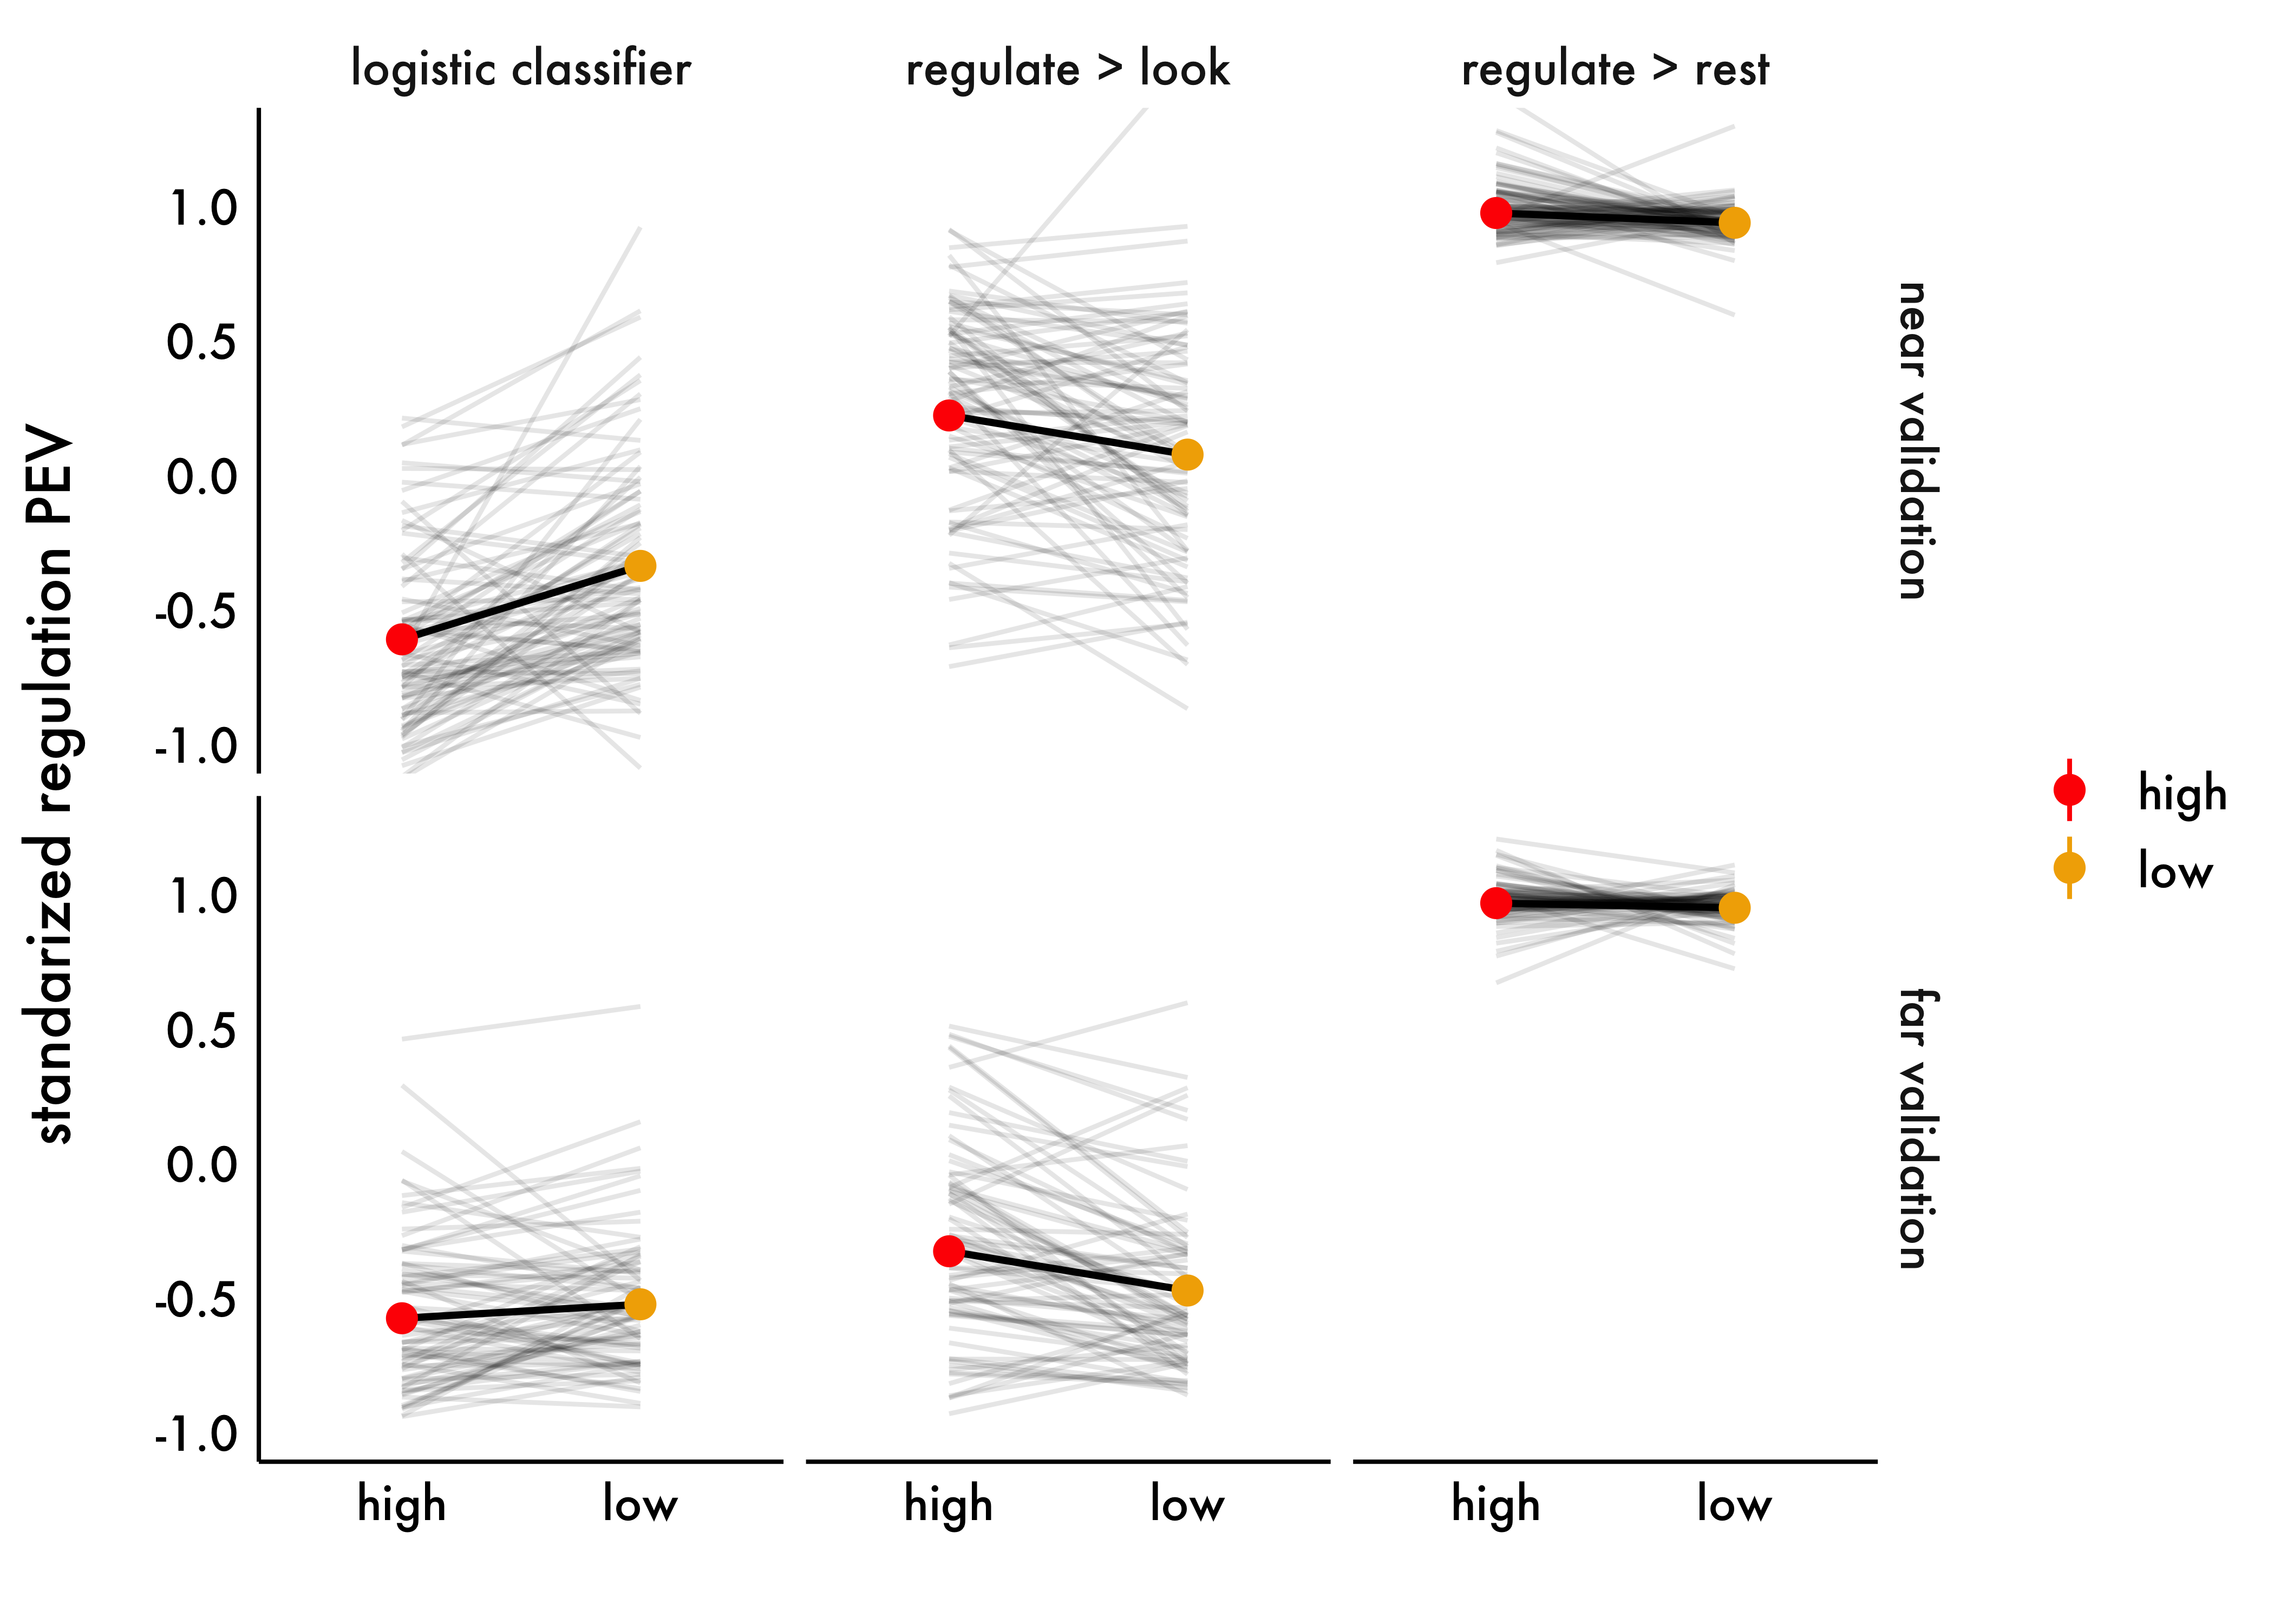 logistic classifier
regulate > look
regulate > rest
standarized regulation PEV
1.0
0.5
0.0
-0.5
-1.0
near validation
1.0
0.5
0.0
-0.5
-1.0
far validation
high
low
high
low
high
low
high
low